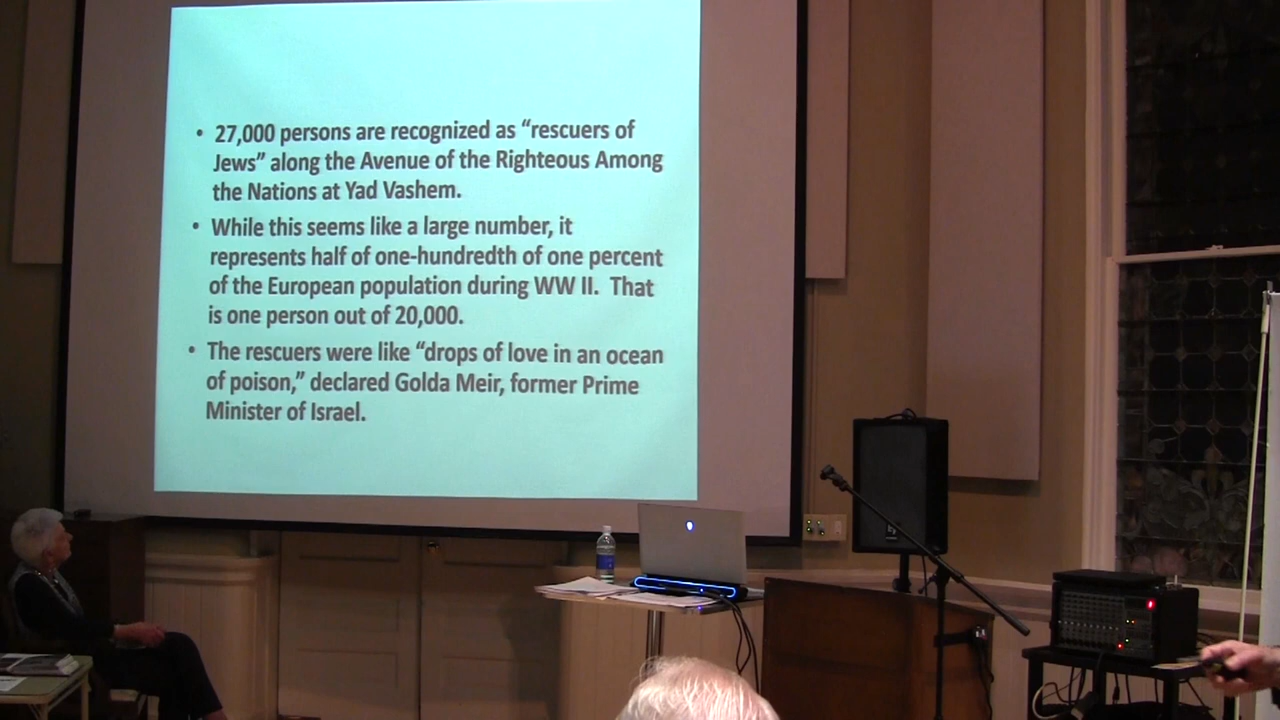 • 27,000 persons are recognized as “rescuers of
Jews” along the Avenue of the Righteous Among
the Nations at Yad Vashem.
• While this seems like a large number, it
represents half of one-hundredth of one percent
of the European population during WW II. That
is one person out of 20,000.
• The rescuers were like “drops of love in an ocean
of poison,” declared Golda Meir, former Prime
Minister of Israel.